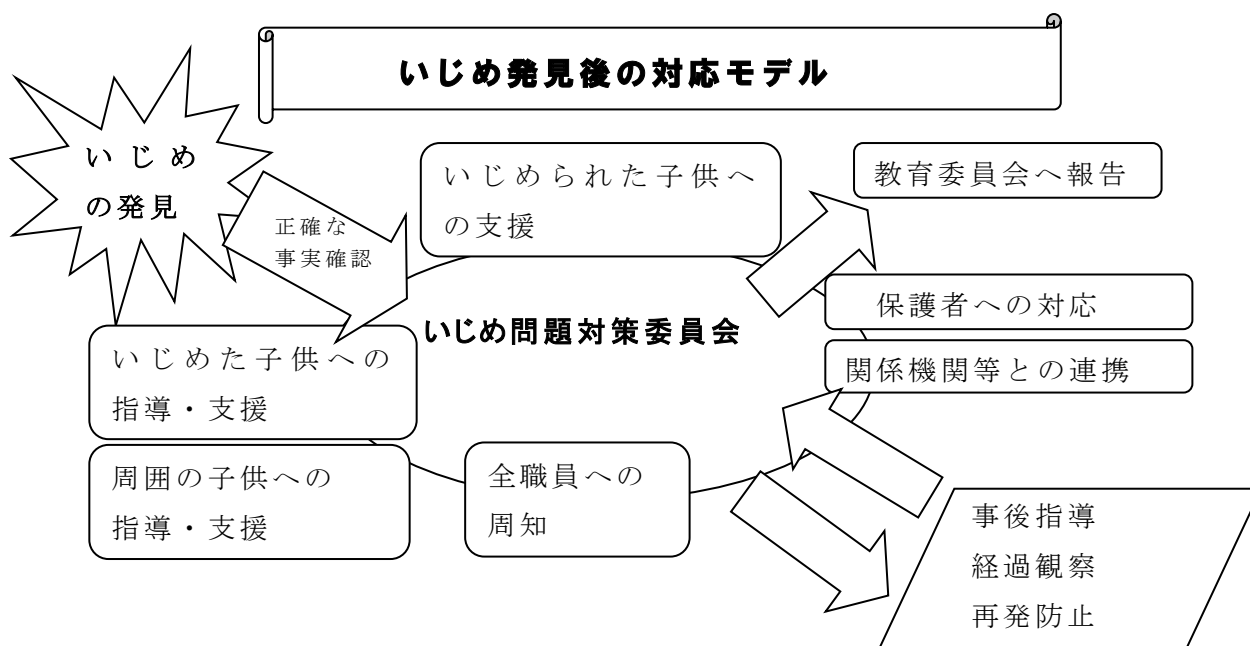 いじめ発見後の対応モデル
いじめ
の発見
正確な
事実確認
いじめられた子供へ
の支援
教育委員会へ報告
いじめ問題対策委員会
保護者への対応
関係機関等との連携
いじめた子供への
指導・支援
周囲の子供への
指導・支援
全職員への
周知
事後指導
経過観察
再発防止